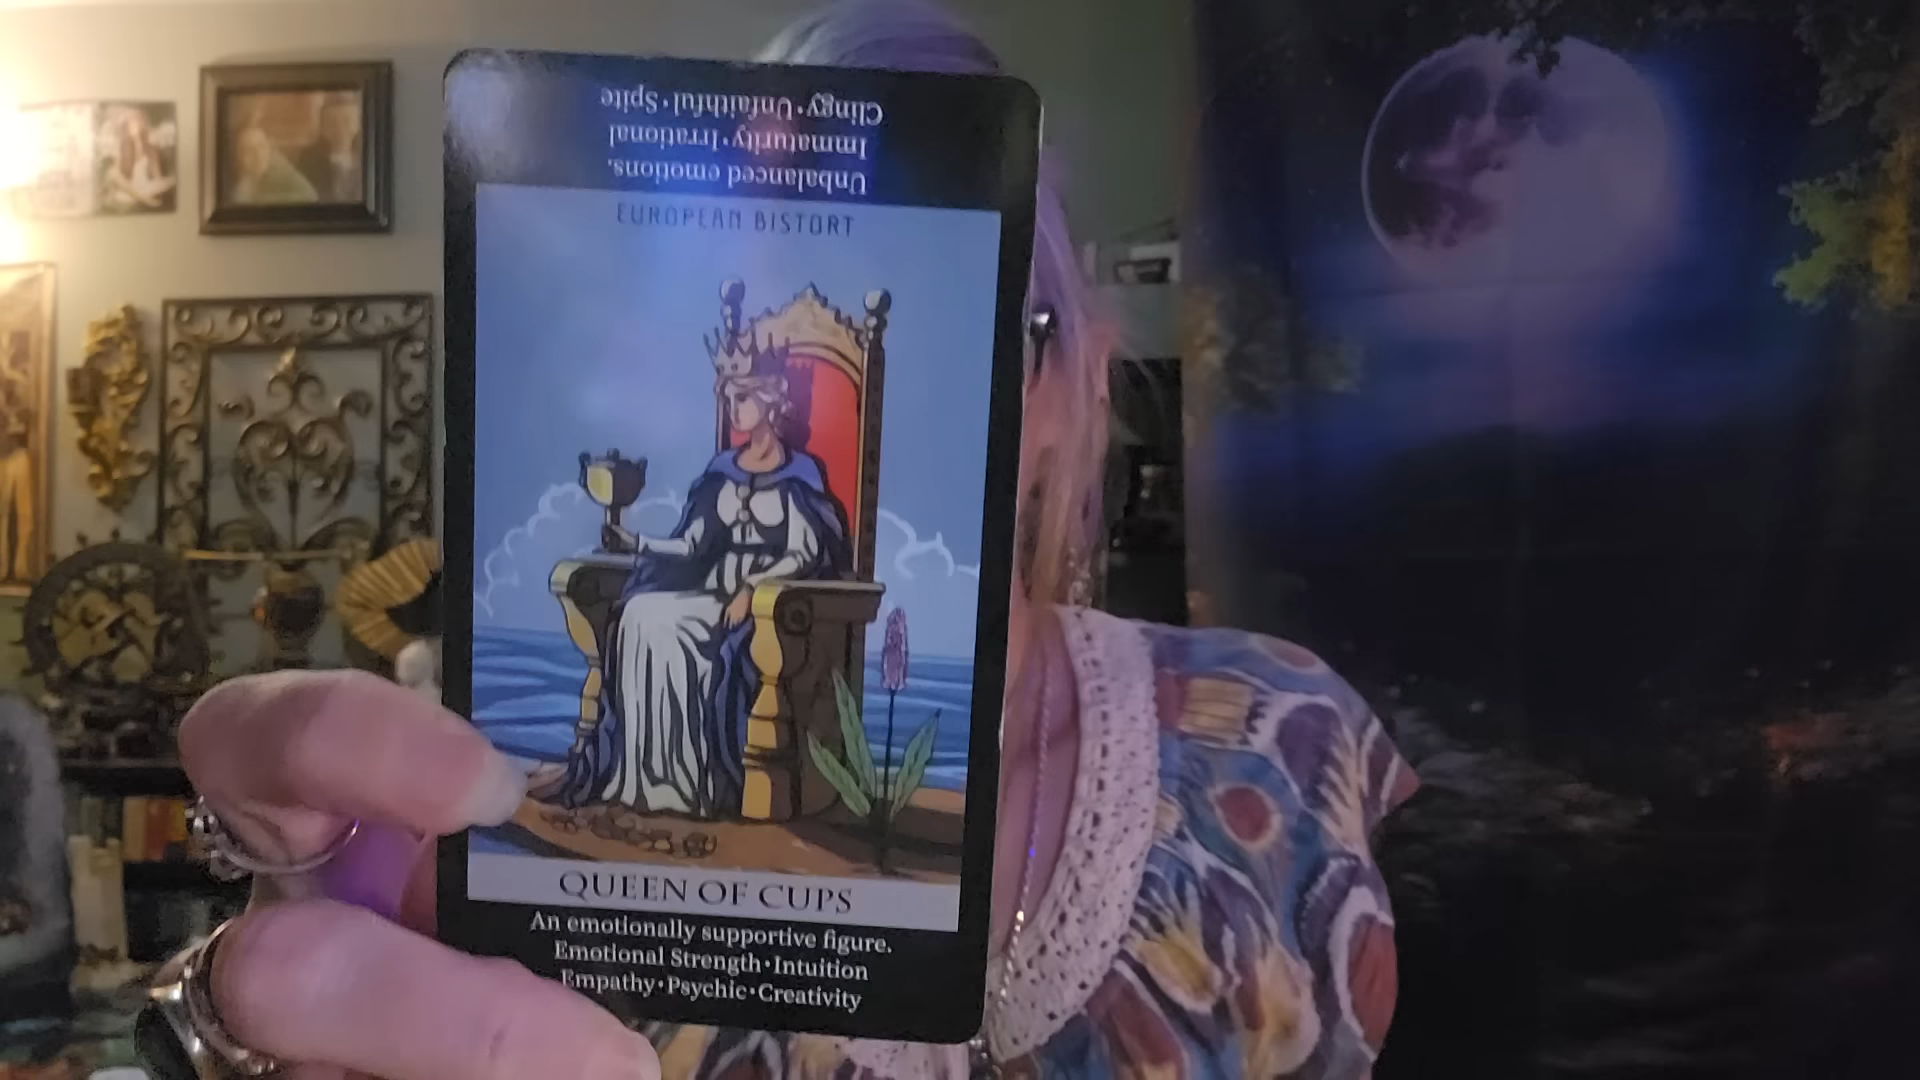 Clingy•Unfaithful•Spite
Immaturity•Irrational
Unbalanced emotions.
EUROPEAN BISTORT
QUEEN OF CUPS
An emotionally supportive figure.
Emotional Strength•Intuition
Empathy•Psychic•Creativity